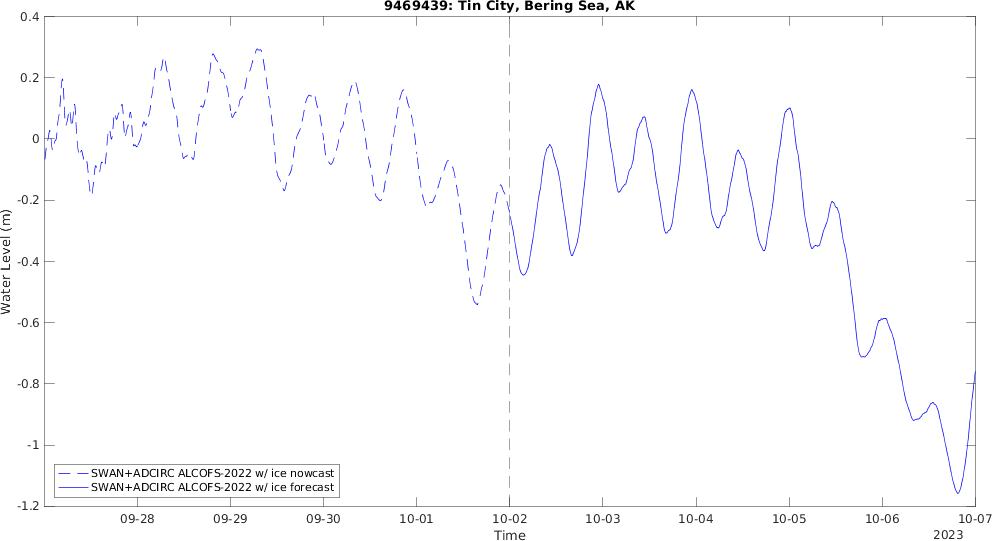 9469439: Tin City, Bering Sea, AK
0.4
0.2
0
-0.2
-0.4
-0.6
-0.8
-1
-1.2
Water Level (m)
SWAN+ADCIRC ALCOFS-2022 w/ ice nowcast
SWAN+ADCIRC ALCOFS-2022 w/ ice forecast
09-28 09-29 09-30 10-01 10-02 10-03 10-04 10-05 10-06 10-07
Time
2023